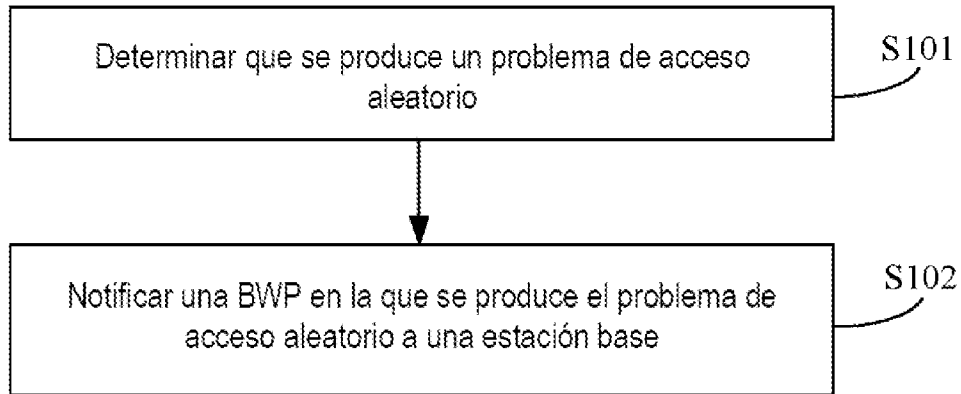 Determinar que se produce un problema de acceso
aleatorio
S101
Notificar una BWP en la que se produce el problema de
acceso aleatorio a una estación base
S102